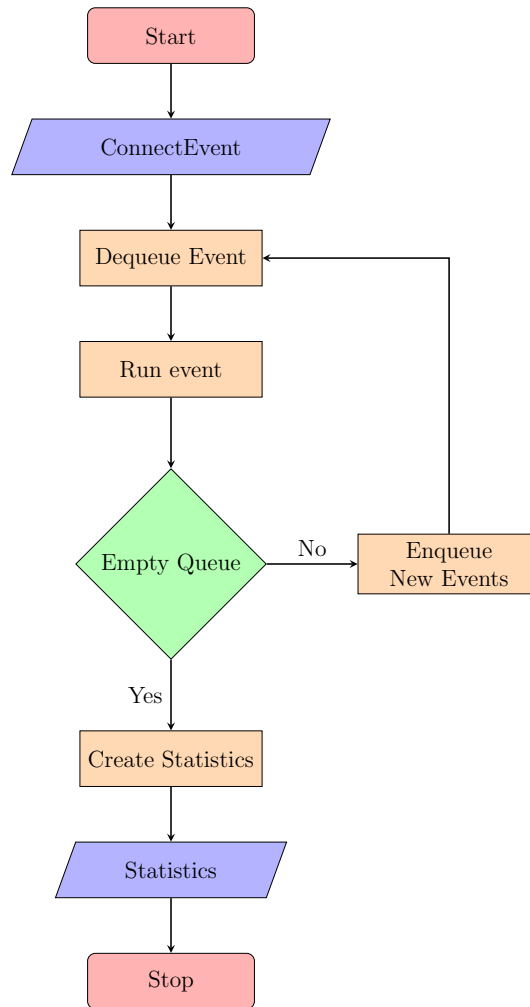 Start
ConnectEvent
Dequeue Event
Run event
Empty Queue
No
Enqueue
New Events
Yes
Create Statistics
Statistics
Stop